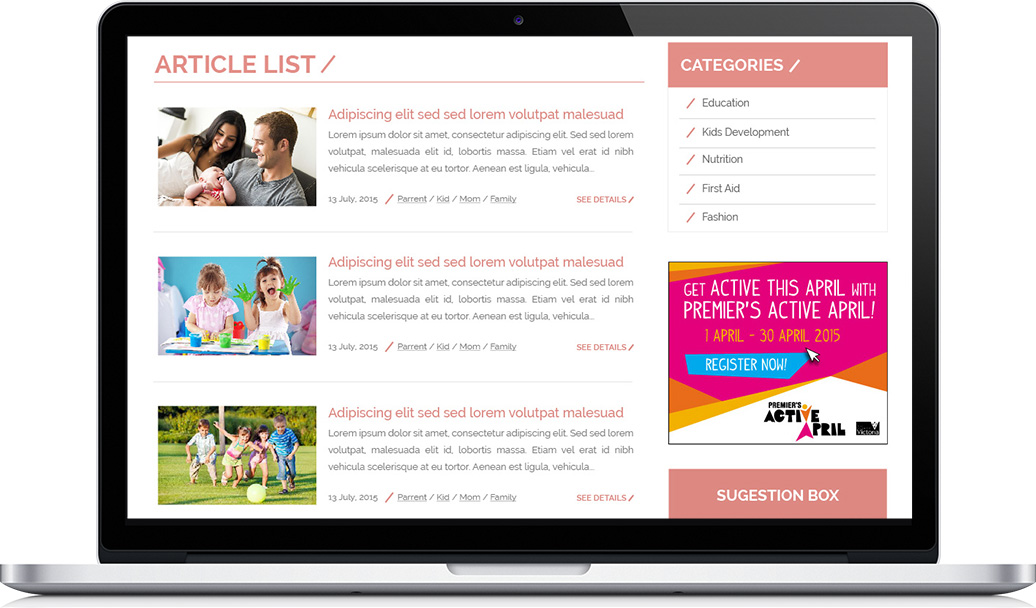 ARTICLE LIST /
Adipiscing elit sed sed lorem volutpat malesuad
Lorem ipsum dolor sit amet, consectetur adipiscing elit. Sed sed lorem
volutpat, malesuada elit id, lobortis massa. Etiam vel erat id nibh
vehicula scelerisque at eu tortor. Aenean est ligula, vehicula...
13 July, 2015 / Parrent / Kid / Mom / Family
SEE DETAILS /
Adipiscing elit sed sed lorem volutpat malesuad
Lorem ipsum dolor sit amet, consectetur adipiscing elit. Sed sed lorem
volutpat, malesuada elit id, lobortis massa. Etiam vel erat id nibh
vehicula scelerisque at eu tortor. Aenean est ligula, vehicula...
13 July, 2015 / Parrent / Kid / Mom / Family
SEE DETAILS /
Adipiscing elit sed sed lorem volutpat malesuad
Lorem ipsum dolor sit amet, consectetur adipiscing elit. Sed sed lorem
volutpat, malesuada elit id, lobortis massa. Etiam vel erat id nibh
vehicula scelerisque at eu tortor. Aenean est ligula, vehicula...
13 July, 2015 / Parrent / Kid / Mom / Family
SEE DETAILS /
CATEGORIES /
/ Education
/ Kids Development
/ Nutrition
/ First Aid
/ Fashion
GET ACTIVE THIS APRIL WITH
PREMIER'S ACTIVE APRIL!
1 APRIL - 30 APRIL 2015
REGISTER NOW!
PREMIER'S
ACTIVE
APRIL
Victoria
SUGESTION BOX